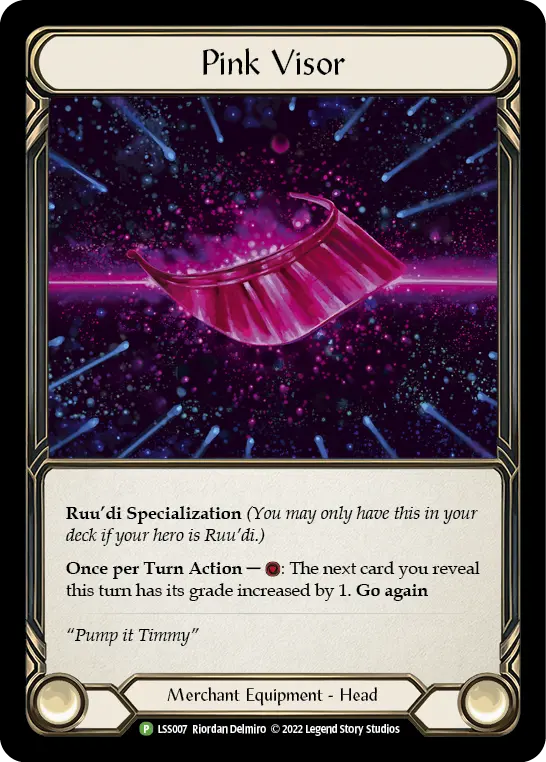 Pink Visor
Ruu'di Specialization (You may only have this in your
deck if your hero is Ruu'di.)
Once per Turn Action — : The next card you reveal
this turn has its grade increased by 1. Go again
“Pump it Timmy”
Merchant Equipment - Head
P LSS007 Riordan Delmiro © 2022 Legend Story Studios